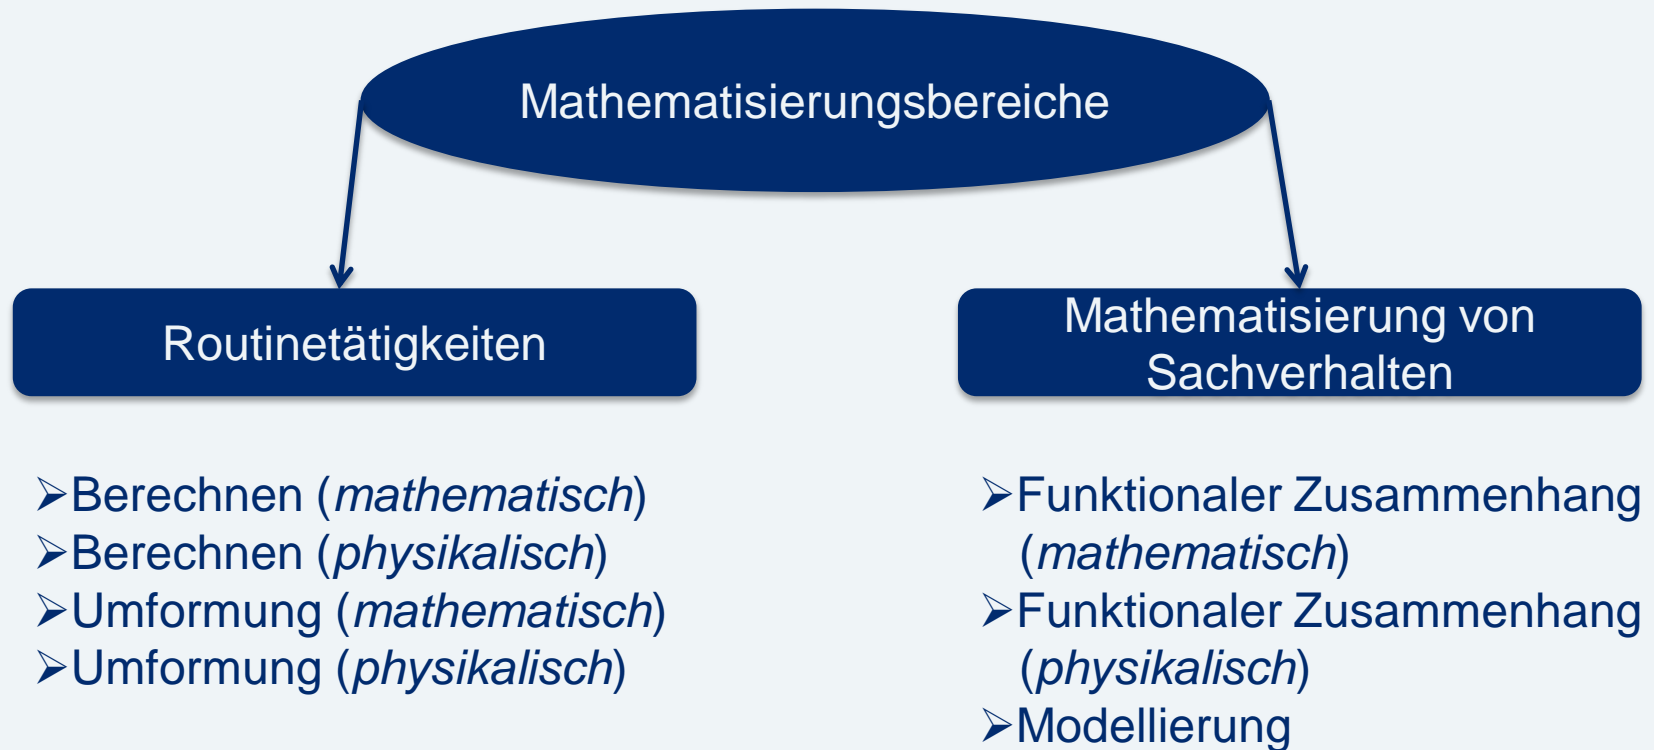 Mathematisierungsbereiche
Routinetätigkeiten
➢Berechnen (mathematisch)
➢Berechnen (physikalisch)
➢Umformung (mathematisch)
➢Umformung (physikalisch)
Mathematisierung von
Sachverhalten
➢Funktionaler Zusammenhang
(mathematisch)
➢Funktionaler Zusammenhang
(physikalisch)
➢Modellierung